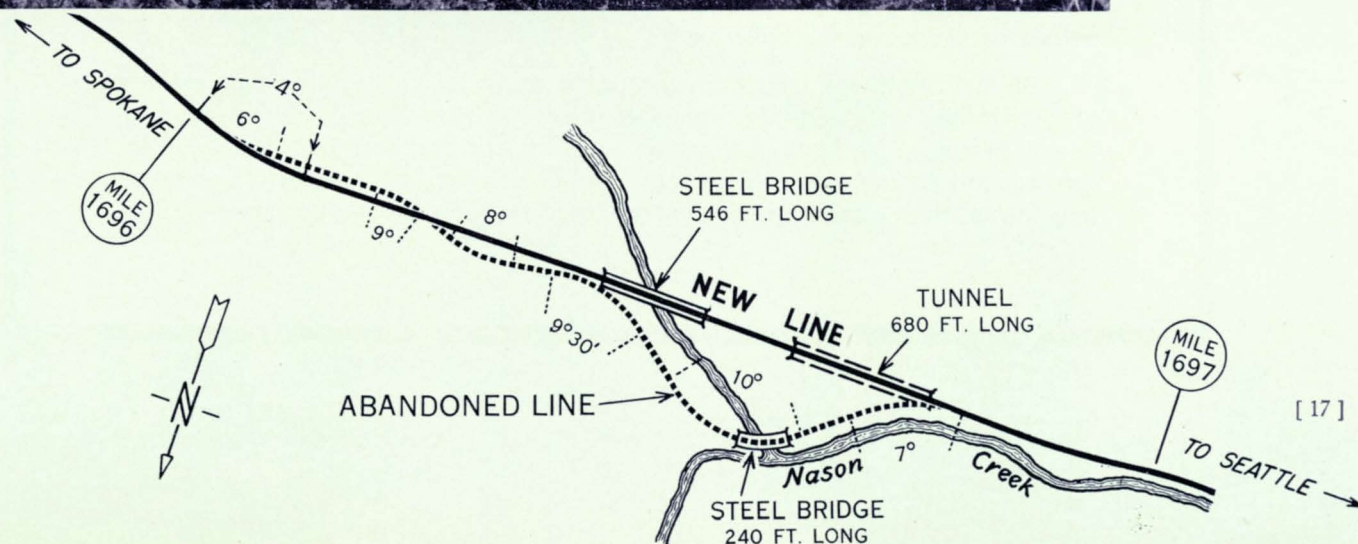 TO SPOKANE
4°
6°
MILE
1696
9°
8°
STEEL BRIDGE
546 FT. LONG
NEW LINE
TUNNEL
680 FT. LONG
MILE
1697
9°30'
10°
ABANDONED LINE
N
[ 17 ]
7°
Nason Creek
TO SEATTLE
STEEL BRIDGE
240 FT. LONG